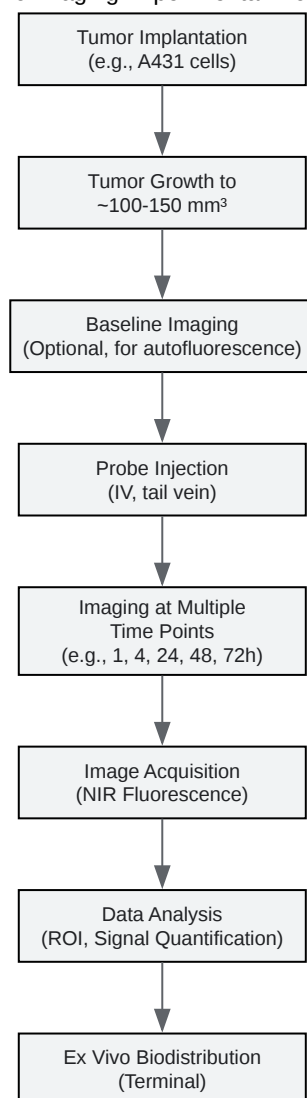 Tumor Implantation
(e.g., A431 cells)
Tumor Growth to
~100-150 mm³
Baseline Imaging
(Optional, for autofluorescence)
Probe Injection
(IV, tail vein)
Imaging at Multiple
Time Points
(e.g., 1, 4, 24, 48, 72h)
Image Acquisition
(NIR Fluorescence)
Data Analysis
(ROI, Signal Quantification)
Ex Vivo Biodistribution
(Terminal)